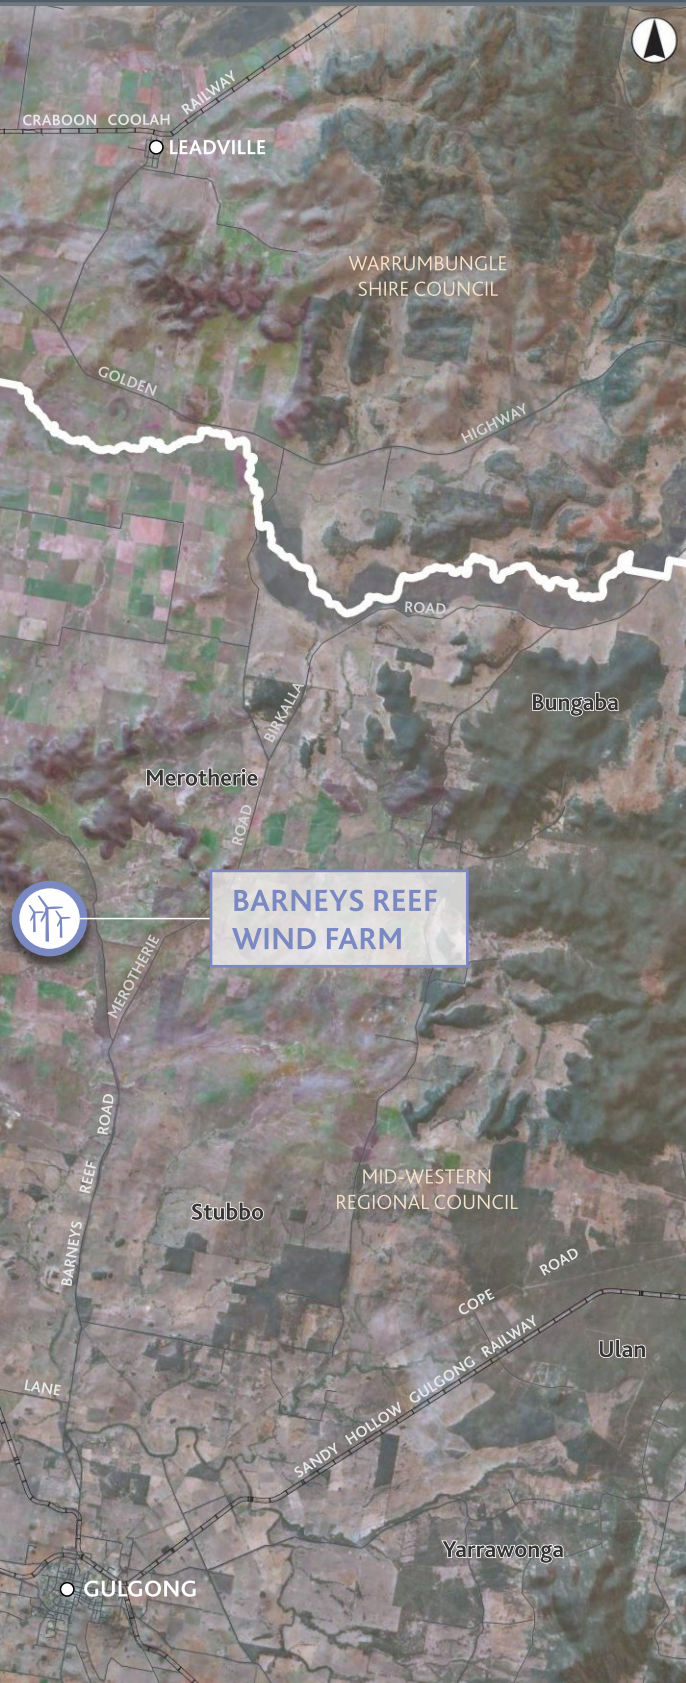 CRABOON COOLAH RAILWAY
LEADVILLE
WARRUMBUNGLE
SHIRE COUNCIL
GOLDEN
HIGHWAY
ROAD
BIRKALLA
Bungaba
Merotherie
ROAD
BARNEYS REEF
WIND FARM
MEROTHERIE
BARNEYS REEF ROAD
MID-WESTERN
REGIONAL COUNCIL
Stubbo
COPE ROAD
Ulan
SANDY HOLLOW GULGONG RAILWAY
LANE
Yarrawonga
GULGONG